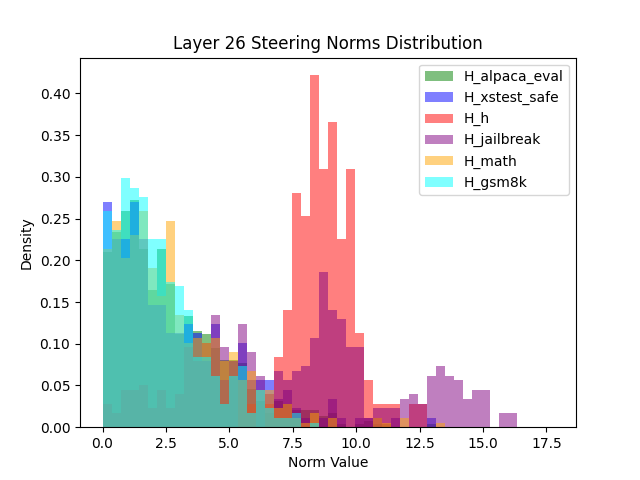 Layer 26 Steering Norms Distribution
H_alpaca_eval
H_xstest_safe
H_h
H_jailbreak
H_math
H_gsm8k
Density
0.40
0.35
0.30
0.25
0.20
0.15
0.10
0.05
0.00
0.0 2.5 5.0 7.5 10.0 12.5 15.0 17.5
Norm Value